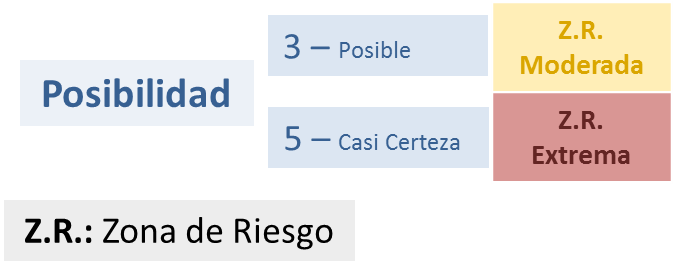 Posibilidad
3 – Posible
Z.R.
Moderada
5 – Casi Certeza
Z.R.
Extrema
Z.R.: Zona de Riesgo